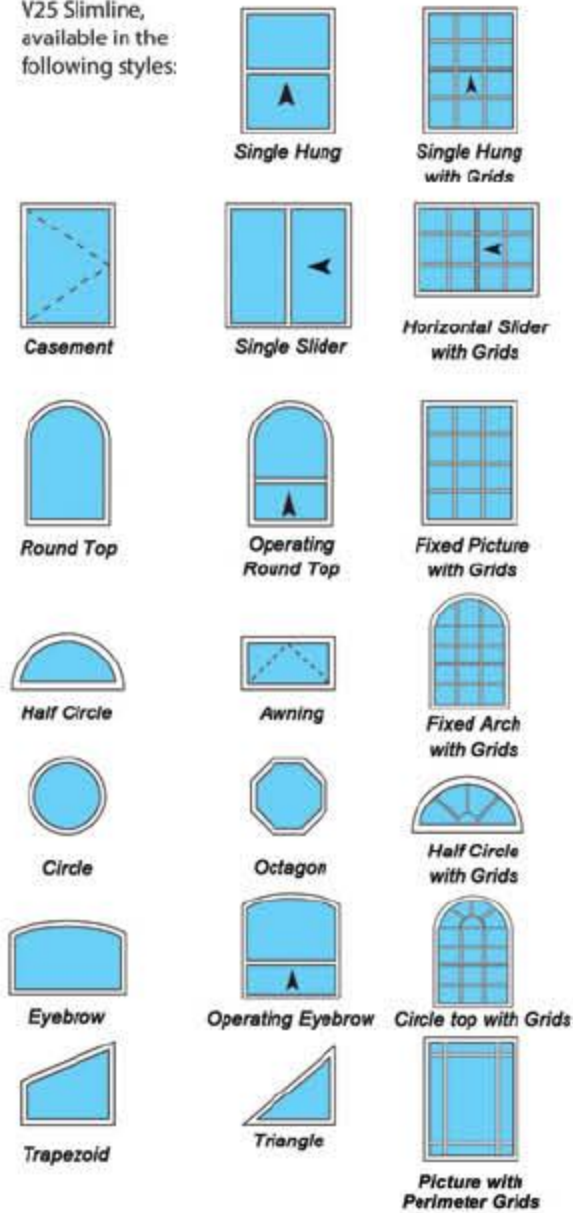 V25 Slimline,
available in the
following styles:
Single Hung
Single Hung
with Grids
Casement
Single Slider
Horizontal Slider
with Grids
Round Top
Operating
Round Top
Fixed Picture
with Grids
Half Circle
Awning
Fixed Arch
with Grids
Circle
Octagon
Half Circle
with Grids
Eyebrow
Operating Eyebrow
Circle top with Grids
Trapezoid
Triangle
Picture with
Perimeter Grids